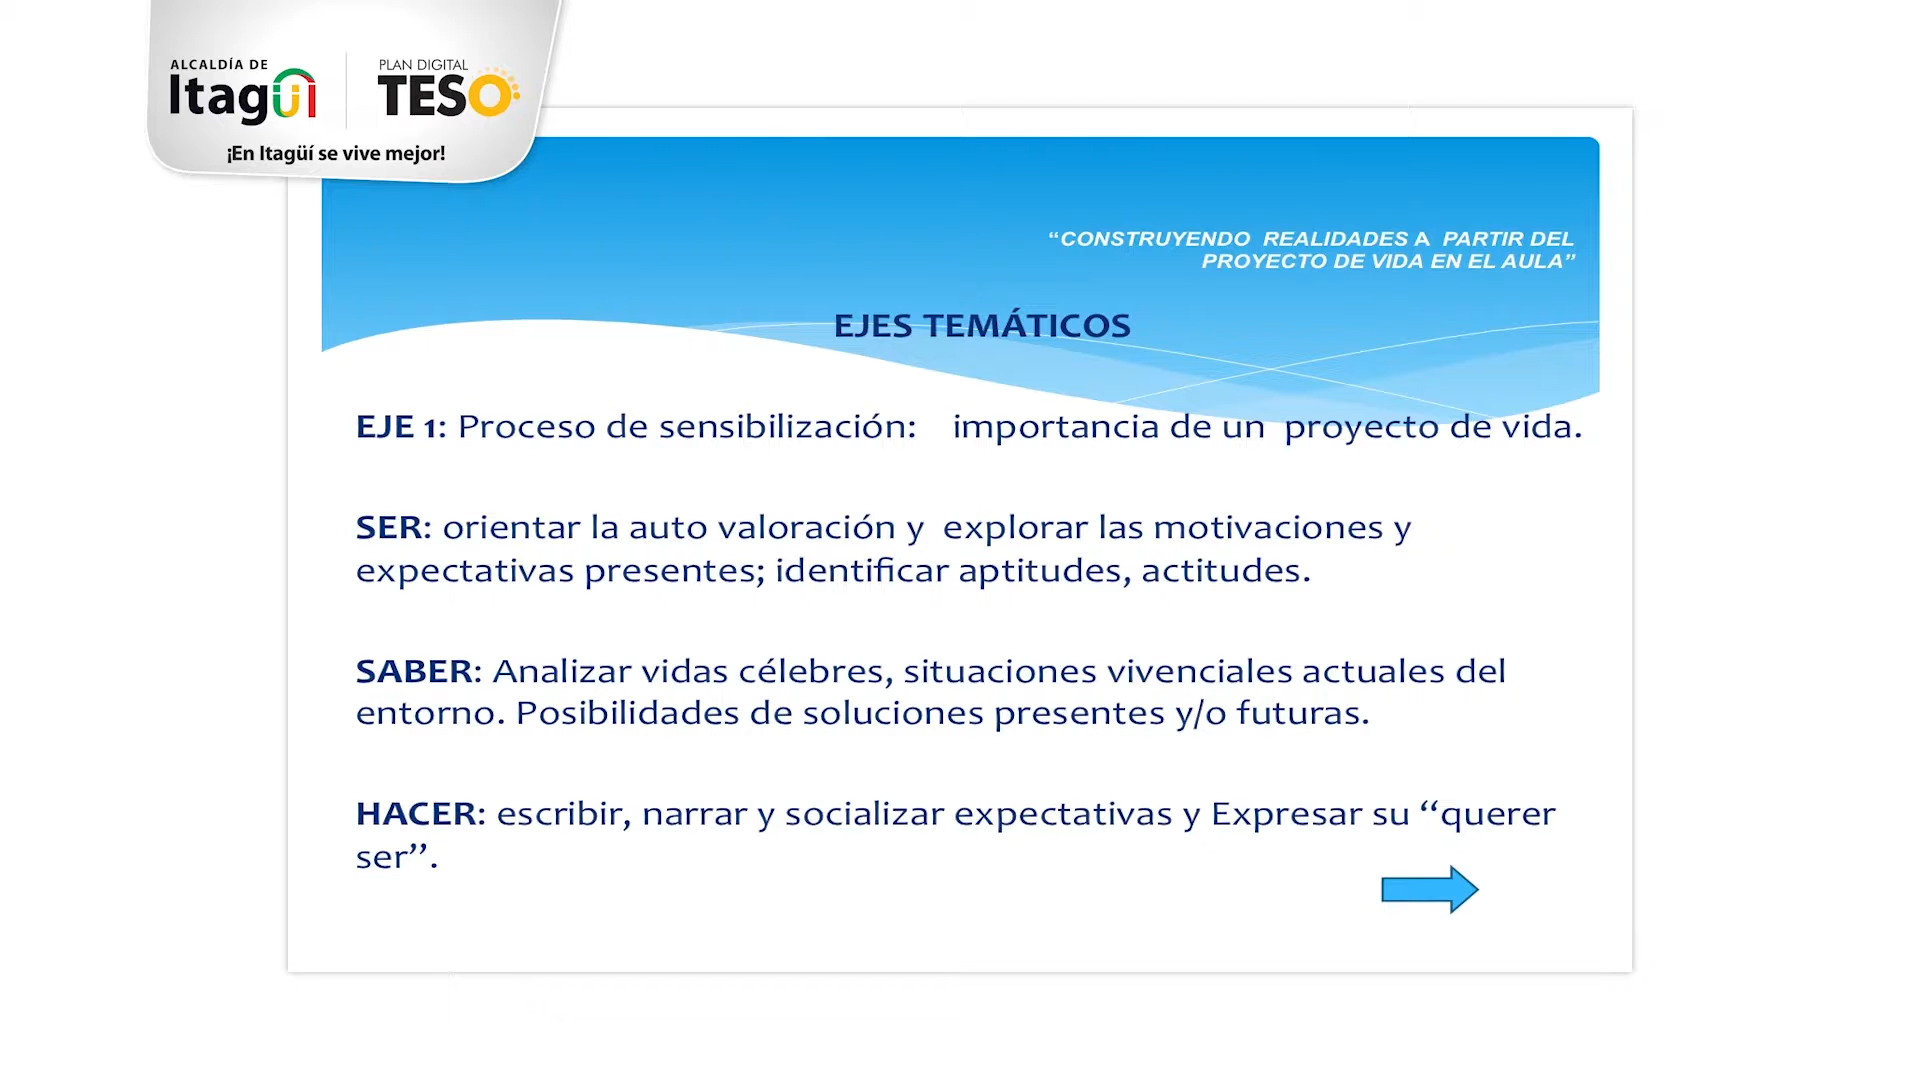 ALCALDÍA DE
Itagüí
PLAN DIGITAL
TESO
¡En Itagüí se vive mejor!
“CONSTRUYENDO REALIDADES A PARTIR DEL
PROYECTO DE VIDA EN EL AULA”
EJES TEMÁTICOS
EJE 1: Proceso de sensibilización: importancia de un proyecto de vida.
SER: orientar la auto valoración y explorar las motivaciones y
expectativas presentes; identificar aptitudes, actitudes.
SABER: Analizar vidas célebres, situaciones vivenciales actuales del
entorno. Posibilidades de soluciones presentes y/o futuras.
HACER: escribir, narrar y socializar expectativas y Expresar su “querer
ser”.